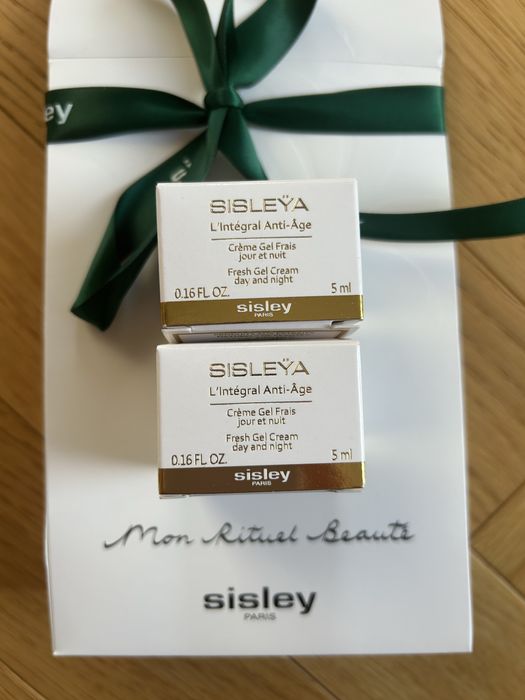 ey
SISLEŸA
L'Intégral Anti-Âge
Crème Gel Frais
jour et nuit
Fresh Gel Cream
day and night
0.16 FL. OZ. 5 ml
sisley
PARIS
SISLEŸA
L'Intégral Anti-Âge
Crème Gel Frais
jour et nuit
Fresh Gel Cream
day and night
0.16 FL. OZ. 5 ml
sisley
PARIS
Mon Rituel Beauté
sisley
PARIS